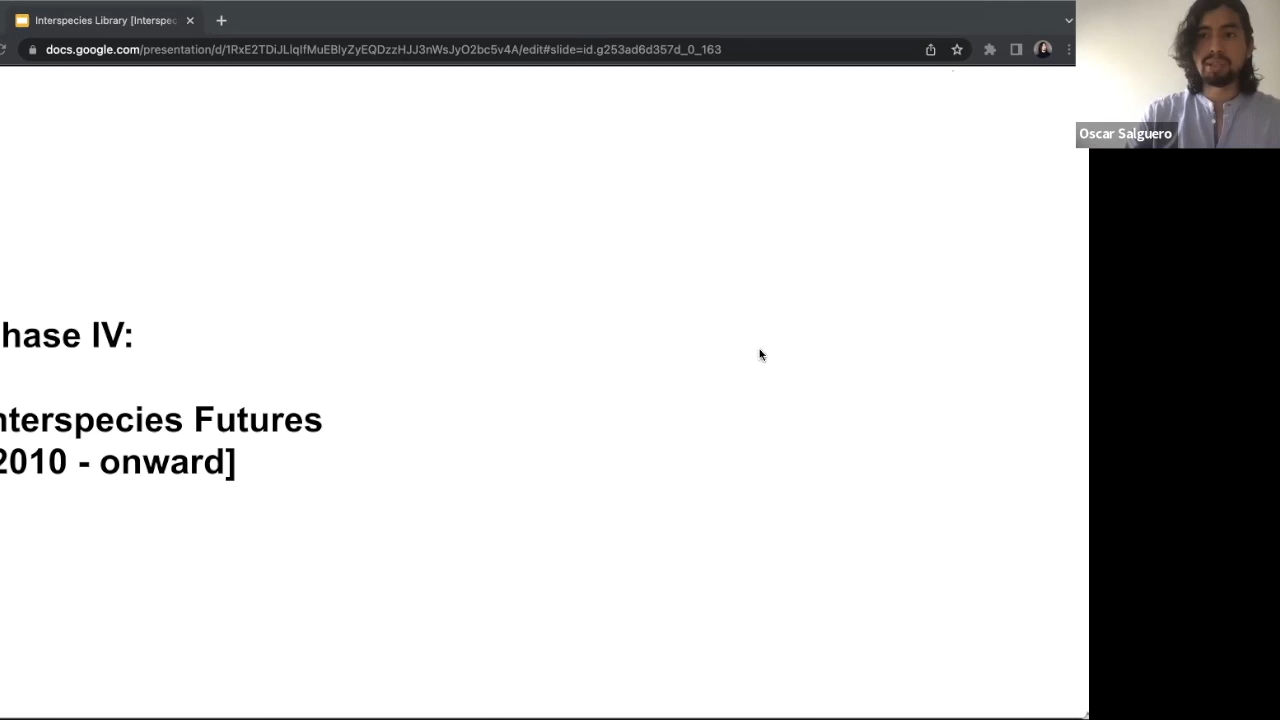 Interspecies Library [Interspec
docs.google.com/presentation/d/1RxE2TDiJLlqIfMuEBlyZyEQDzzHJJ3nWsJyO2bc5v4A/edit#slide=id.g253ad6d357d_0_163
Oscar Salguero
hase IV:
nterspecies Futures
2010 - onward]